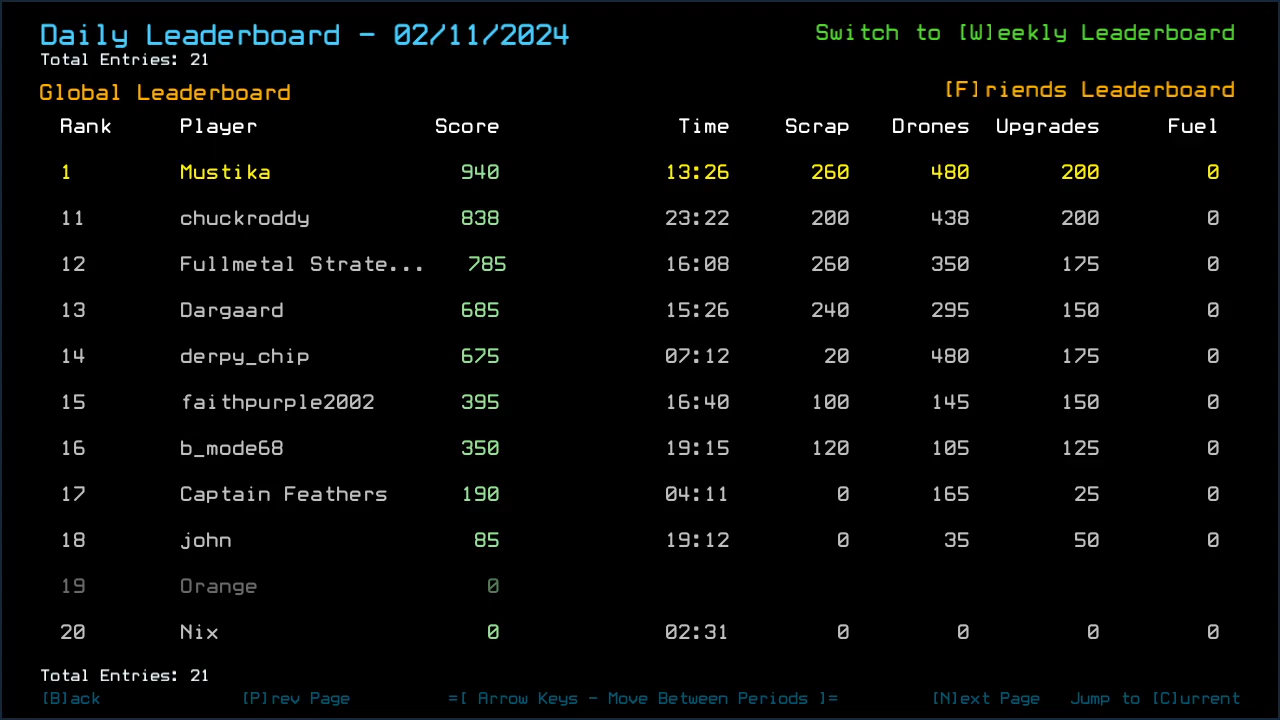 Daily Leaderboard - 02/11/2024 Switch to [W]eekly Leaderboard
Total Entries: 21
Global Leaderboard [F]riends Leaderboard
Rank Player Score Time Scrap Drones Upgrades Fuel
1 Mustika 940 13:26 260 480 200 0
11 chuckroddy 838 23:22 200 438 200 0
12 Fullmetal Strate... 785 16:08 260 350 175 0
13 Dargaard 685 15:26 240 295 150 0
14 derpy_chip 675 07:12 20 480 175 0
15 faithpurple2002 395 16:40 100 145 150 0
16 b_mode68 350 19:15 120 105 125 0
17 Captain Feathers 190 04:11 0 165 25 0
18 john 85 19:12 0 35 50 0
19 Orange 0
20 Nix 0 02:31 0 0 0 0
Total Entries: 21
[B]ack [P]rev Page =[ Arrow Keys - Move Between Periods ]= [N]ext Page Jump to [C]urrent